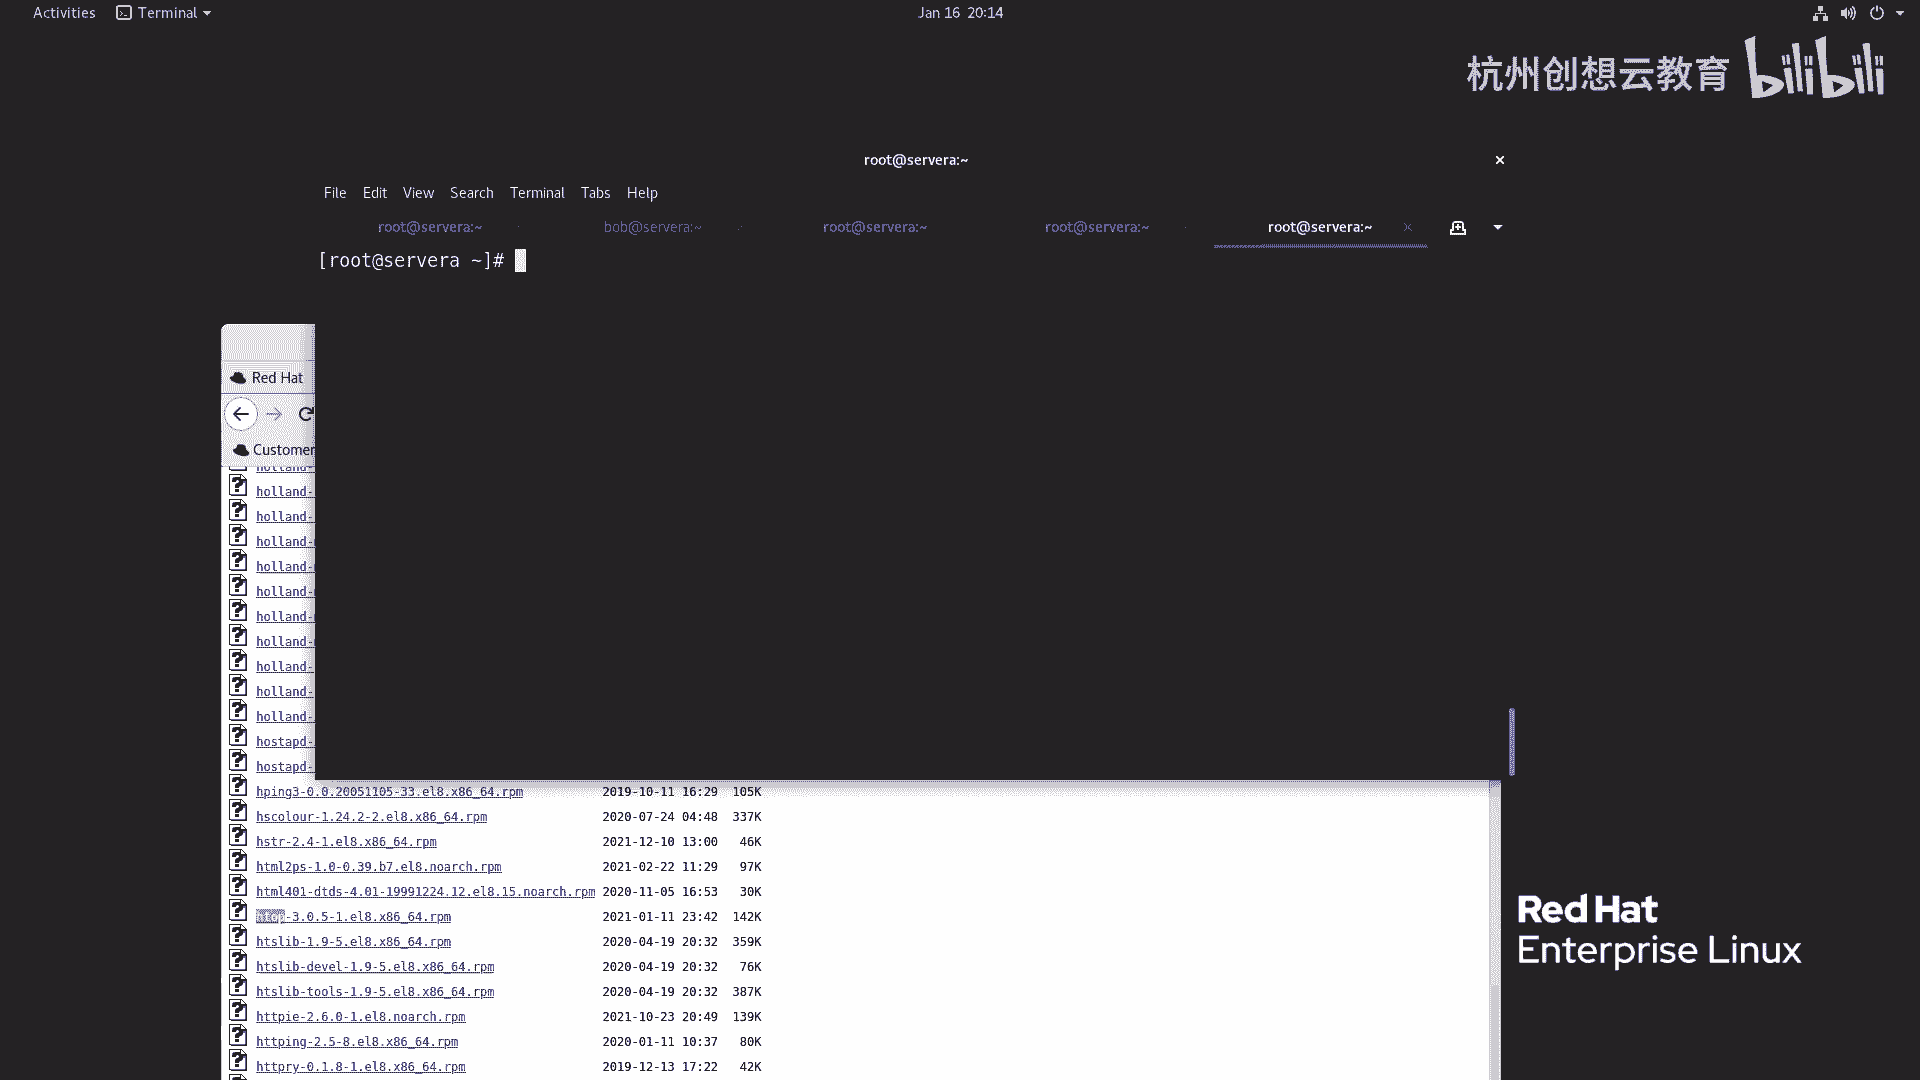 Activities Terminal Jan 16 20:14
杭州创想云教育 bilibili
root@servera:~
File Edit View Search Terminal Tabs Help
root@servera:~ bob@servera:~ root@servera:~ root@servera:~ root@servera:~
[root@servera ~]#
Red Hat
Customer
holland-
holland-
holland-
holland-
holland-
holland-
holland-
holland-
holland-
holland-
holland-
hostapd-
hostapd-
hping3-0.0.20051105-33.el8.x86_64.rpm 2019-10-11 16:29 105K
hscolour-1.24.2-2.el8.x86_64.rpm 2020-07-24 04:48 337K
hstr-2.4-1.el8.x86_64.rpm 2021-12-10 13:00 46K
html2ps-1.0-0.39.b7.el8.noarch.rpm 2021-02-22 11:29 97K
html401-dtds-4.01-19991224.12.el8.15.noarch.rpm 2020-11-05 16:53 30K
htop-3.0.5-1.el8.x86_64.rpm 2021-01-11 23:42 142K
htslib-1.9-5.el8.x86_64.rpm 2020-04-19 20:32 359K
htslib-devel-1.9-5.el8.x86_64.rpm 2020-04-19 20:32 76K
htslib-tools-1.9-5.el8.x86_64.rpm 2020-04-19 20:32 387K
httpie-2.6.0-1.el8.noarch.rpm 2021-10-23 20:49 139K
httping-2.5-8.el8.x86_64.rpm 2020-01-11 10:37 80K
httpry-0.1.8-1.el8.x86_64.rpm 2019-12-13 17:22 42K
Red Hat
Enterprise Linux